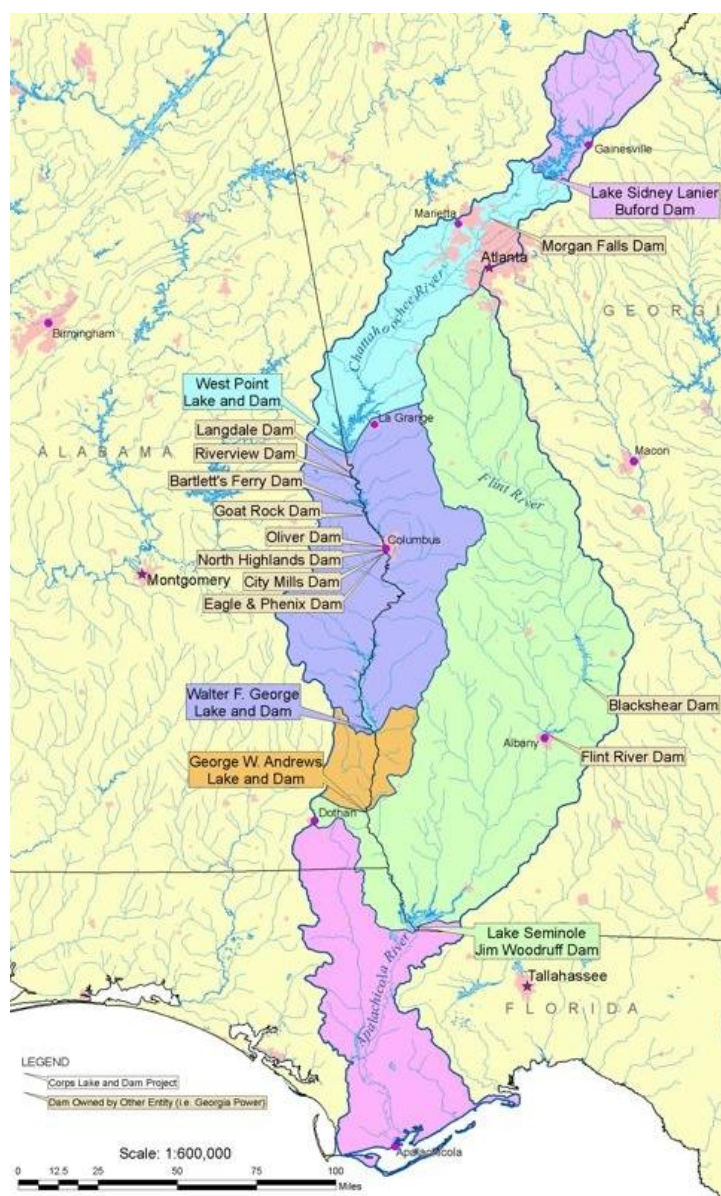 Gainesville
Lake Sidney Lanier
Buford Dam
Marietta
Morgan Falls Dam
Atlanta
Chattahoochee River
GEORGI
Birmingham
West Point
Lake and Dam
La Grange
Langdale Dam
ALABAMA
Riverview Dam
Macon
Bartlett's Ferry Dam
Flint River
Goat Rock Dam
Oliver Dam
Columbus
North Highlands Dam
Montgomery
City Mills Dam
Eagle & Phenix Dam
Walter F. George
Lake and Dam
Blackshear Dam
Albany
Flint River Dam
George W. Andrews
Lake and Dam
Dothan
Lake Seminole
Jim Woodruff Dam
Apalachicola River
Tallahassee
FLORIDA
LEGEND
Corps Lake and Dam Project
Dam Owned by Other Entity (i.e. Georgia Power)
Scale: 1:600,000
Apalachicola
0 12.5 25 50 75 100
Miles